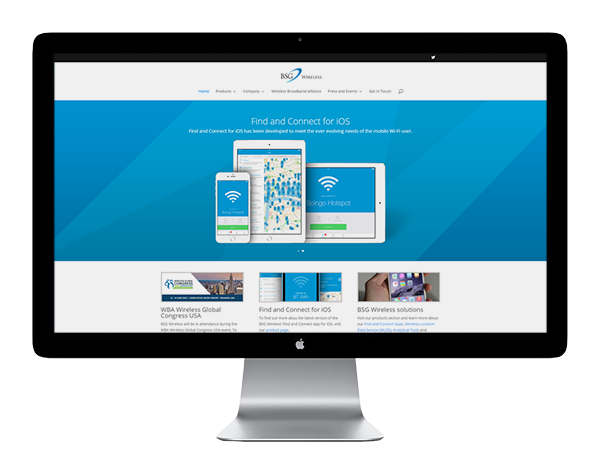 BSG WIRELESS
Home Products Company Wireless Broadband Alliance Press and Events Get in Touch
Find and Connect for iOS
Find and Connect for iOS has been developed to meet the ever evolving needs of the mobile Wi-Fi user.
Boingo Hotspot
Boingo Hotspot
WBA Wireless Global
Congress USA
BSG Wireless will be in attendance during the
WBA Wireless Global Congress USA event. To
Find and Connect for iOS
To find out more about the latest version of the
BSG Wireless' Find and Connect App for iOS, visit
our product page.
BSG Wireless solutions
Visit our products section and learn more about
our Find and Connect Apps, Wireless Location
Data Service (WLDS), Analytical Tools and